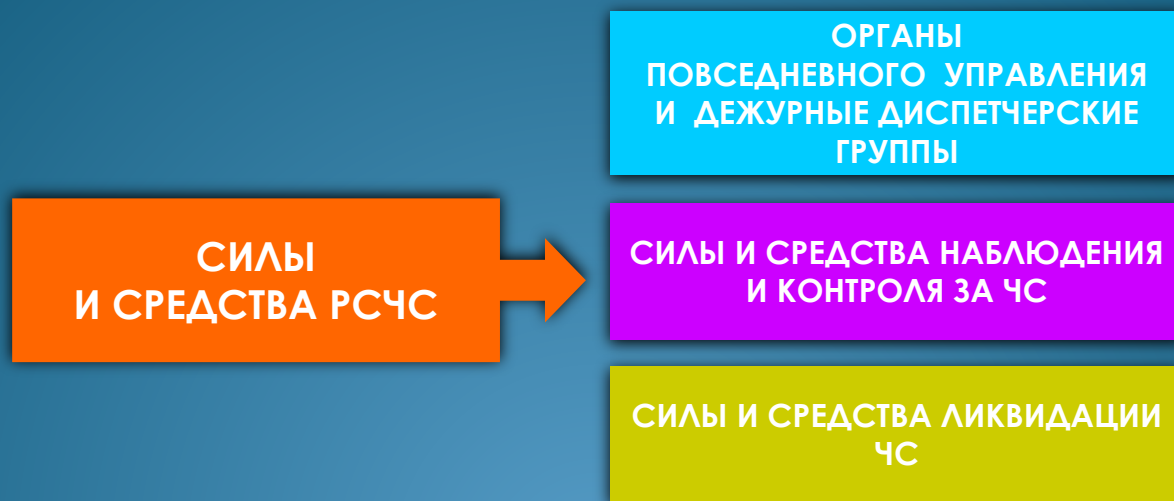 СИЛЫ
И СРЕДСТВА РСЧС
ОРГАНЫ
ПОВСЕДНЕВНОГО УПРАВЛЕНИЯ
И ДЕЖУРНЫЕ ДИСПЕТЧЕРСКИЕ
ГРУППЫ
СИЛЫ И СРЕДСТВА НАБЛЮДЕНИЯ
И КОНТРОЛЯ ЗА ЧС
СИЛЫ И СРЕДСТВА ЛИКВИДАЦИИ
ЧС